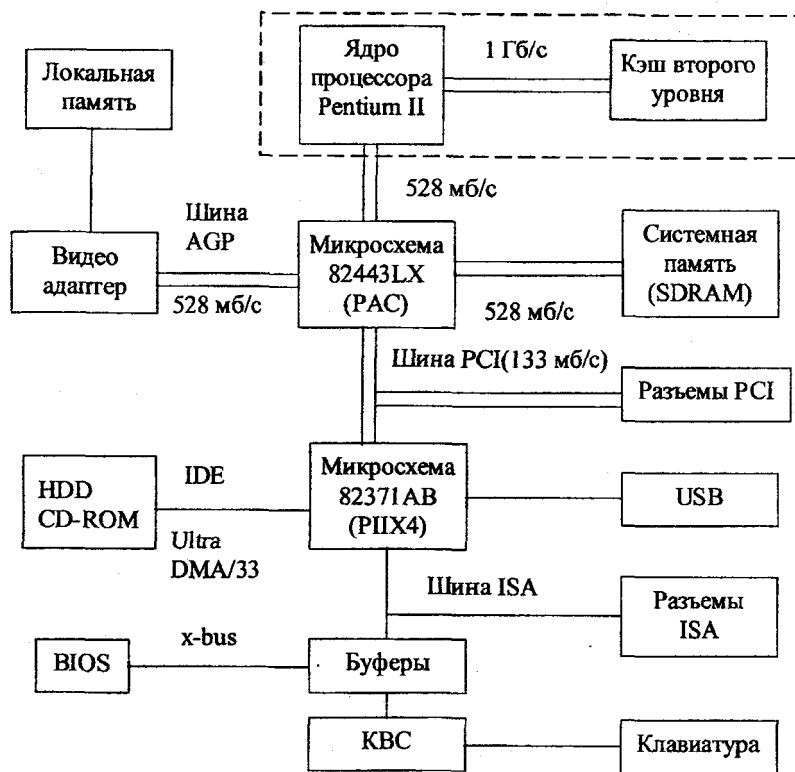 Локальная
память
Ядро
процессора
Pentium II
1 Гб/с
Кэш второго
уровня
528 мб/с
Шина
AGP
Видео
адаптер
528 мб/с
Микросхема
82443LX
(PAC)
528 мб/с
Системная
память
(SDRAM)
Шина PCI(133 мб/с)
Разъемы PCI
HDD
CD-ROM
IDE
Ultra
DMA/33
Микросхема
82371AB
(PIIX4)
USB
Шина ISA
Разъемы
ISA
BIOS
x-bus
Буферы
КВС
Клавиатура